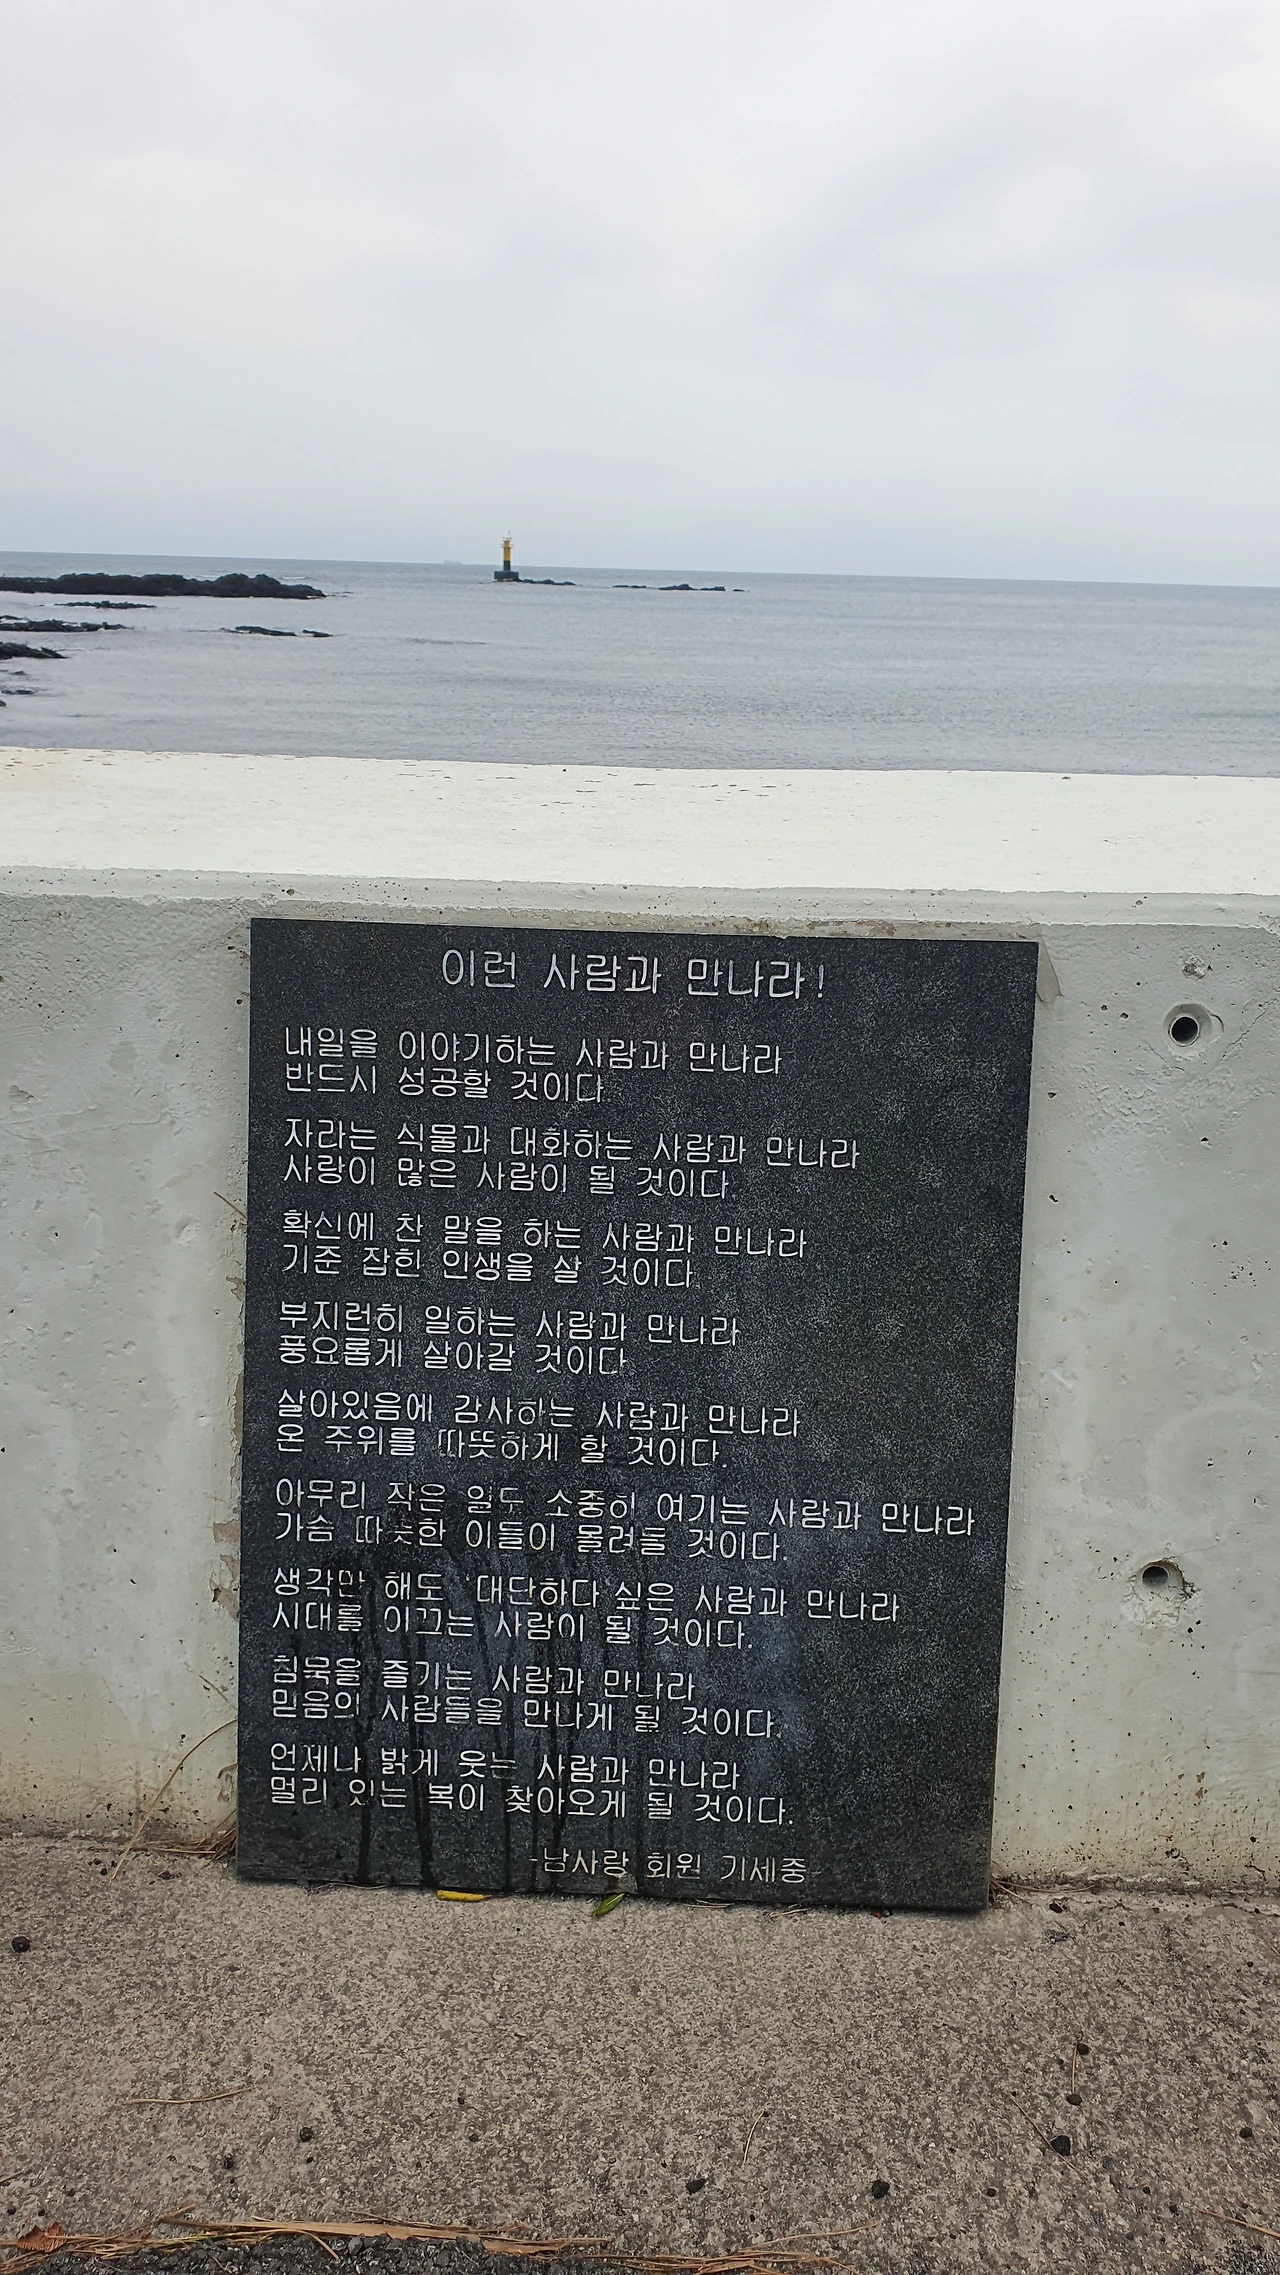 이런 사람과 만나라!
내일을 이야기하는 사람과 만나라
반드시 성공할 것이다.
자라는 식물과 대화하는 사람과 만나라
사랑이 많은 사람이 될 것이다.
확신에 찬 말을 하는 사람과 만나라
기준 잡힌 인생을 살 것이다.
부지런히 일하는 사람과 만나라
풍요롭게 살아갈 것이다.
살아있음에 감사하는 사람과 만나라
온 주위를 따뜻하게 할 것이다.
아무리 작은 일도 소중히 여기는 사람과 만나라
가슴 따뜻한 이들이 몰려들 것이다.
생각만 해도 '대단하다'싶은 사람과 만나라
시대를 이끄는 사람이 될 것이다.
침묵을 즐기는 사람과 만나라
믿음의 사람들을 만나게 될 것이다.
언제나 밝게 웃는 사람과 만나라
멀리 있는 복이 찾아오게 될 것이다.
-남사랑 회원 기세중-